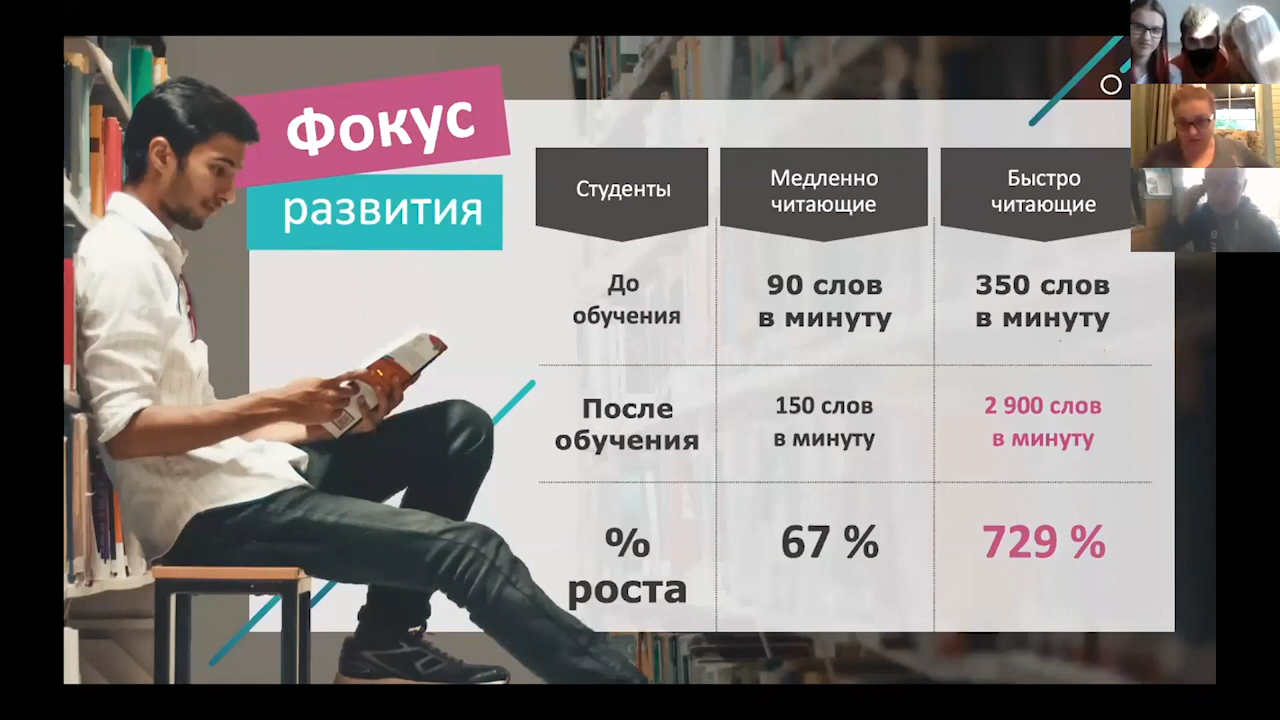 Фокус
развития
Студенты
Медленно
читающие
Быстро
читающие
До
обучения
90 слов
в минуту
350 слов
в минуту
После
обучения
150 слов
в минуту
2 900 слов
в минуту
%
роста
67 %
729 %